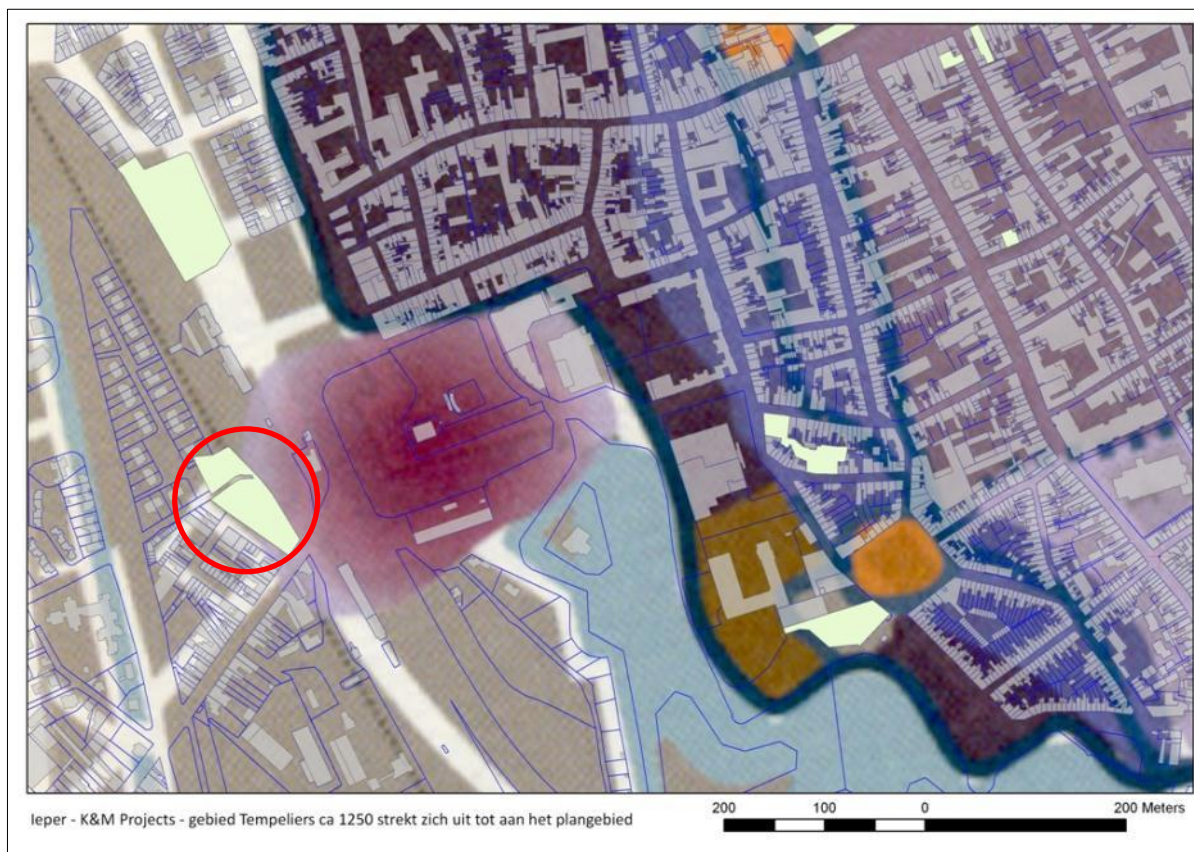 Ieper - K&M Projects - gebied Tempeliers ca 1250 strekt zich uit tot aan het plangebied
200 100 0 200 Meters